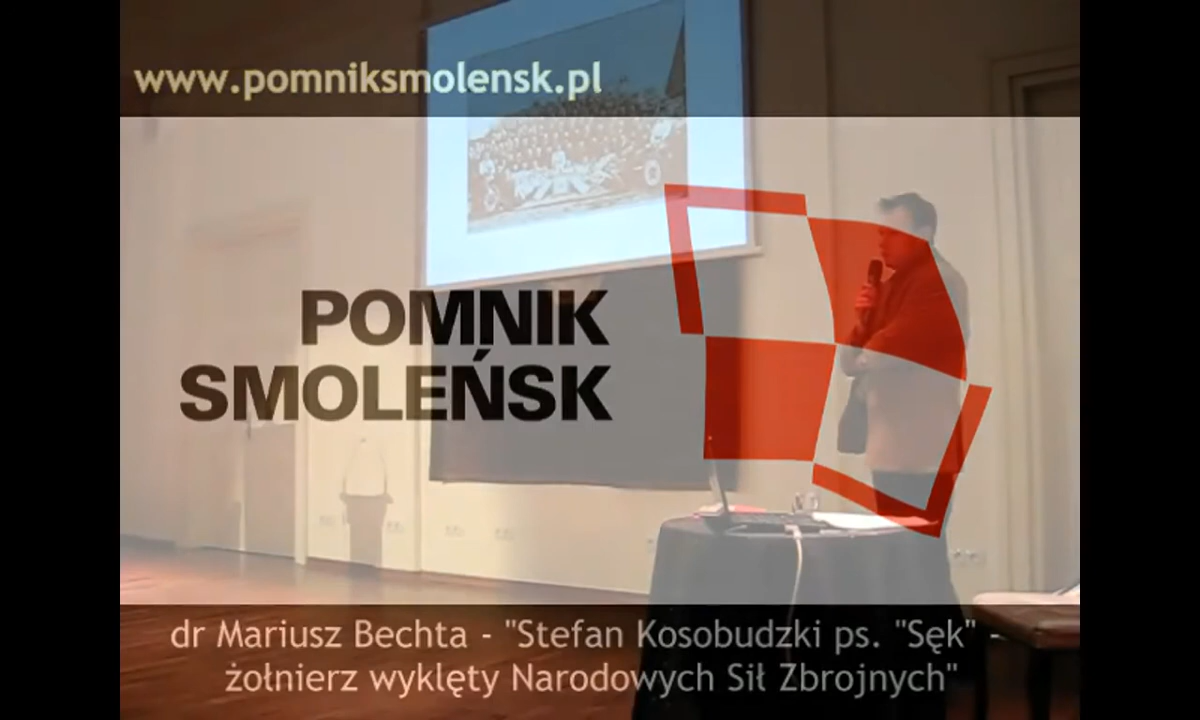 www.pomniksmolensk.pl
POMNIK
SMOLEŃSK
dr Mariusz Bechta - "Stefan Kosobudzki ps. "Sęk" -
żołnierz wyklęty Narodowych Sił Zbrojnych"